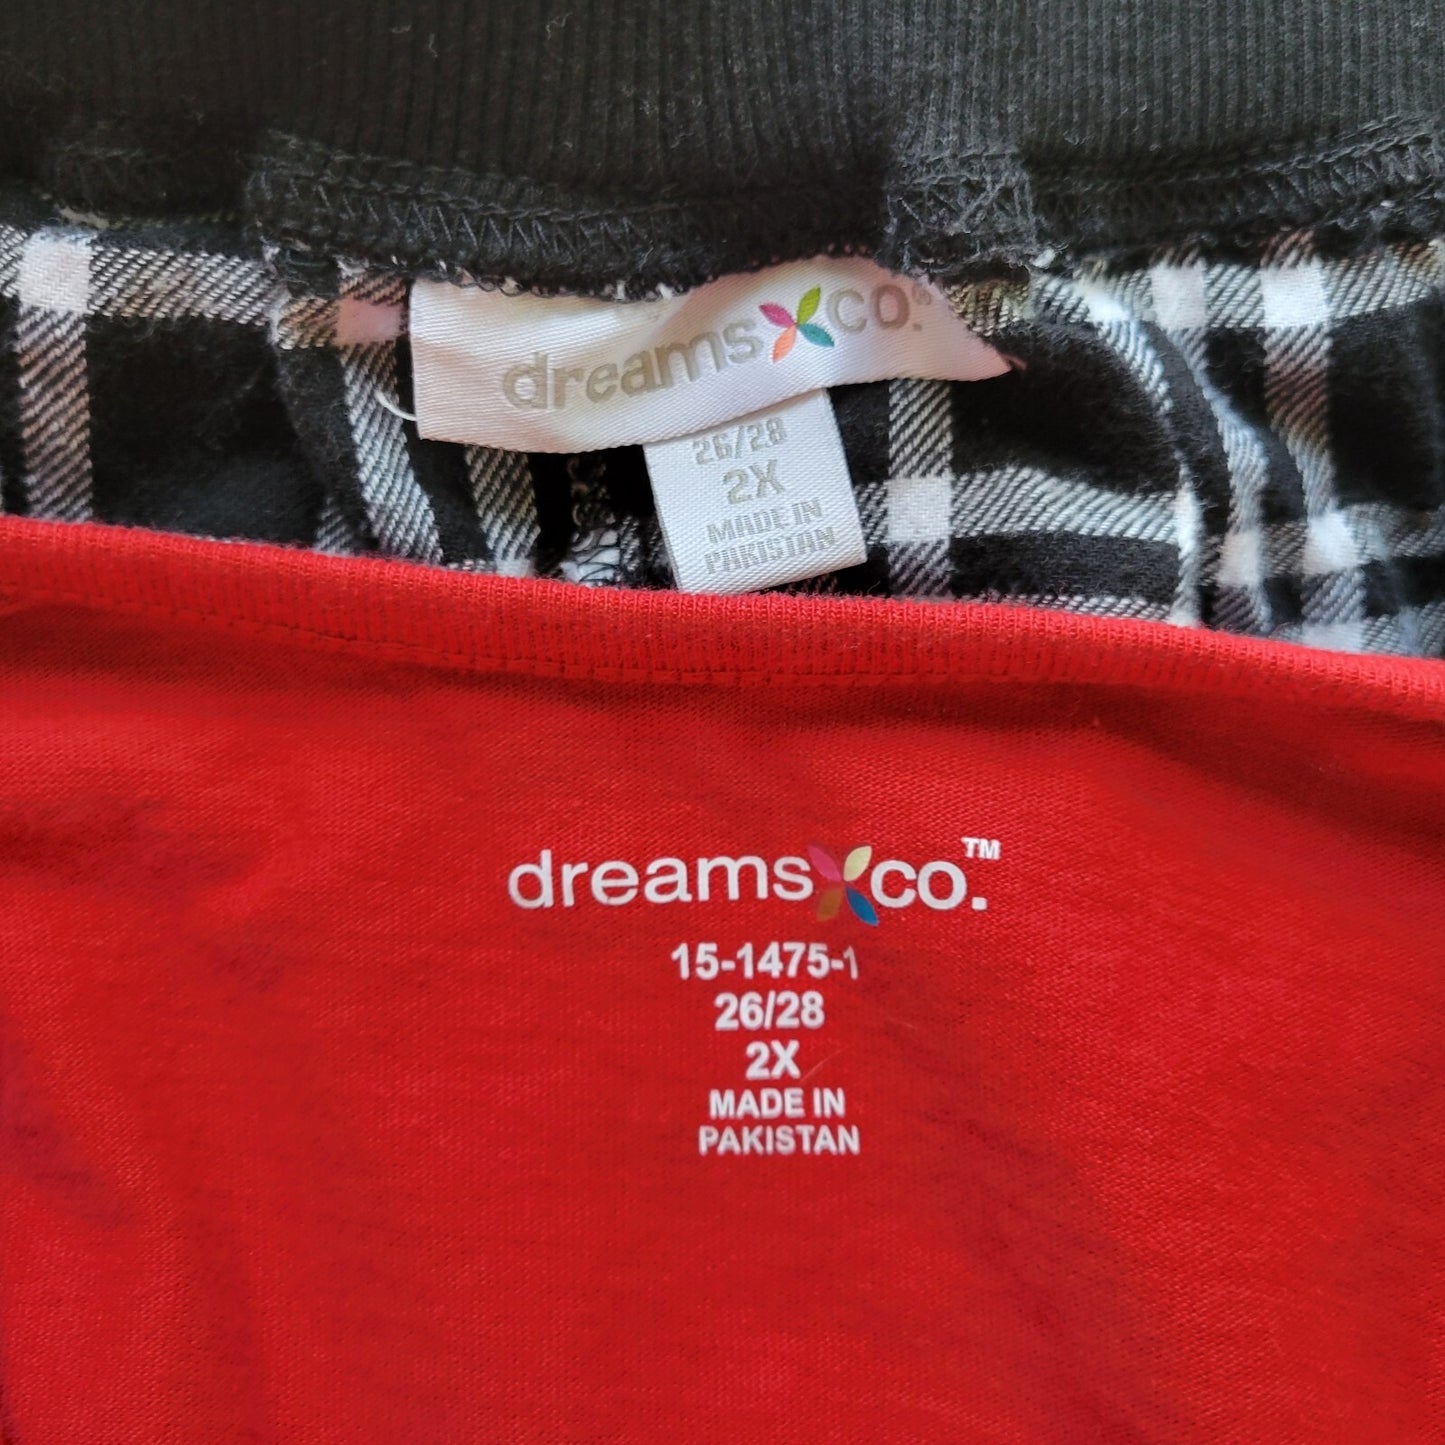 dreams co.®
26/28
2X
MADE IN
PAKISTAN
dreams co.™
15-1475-1
26/28
2X
MADE IN
PAKISTAN